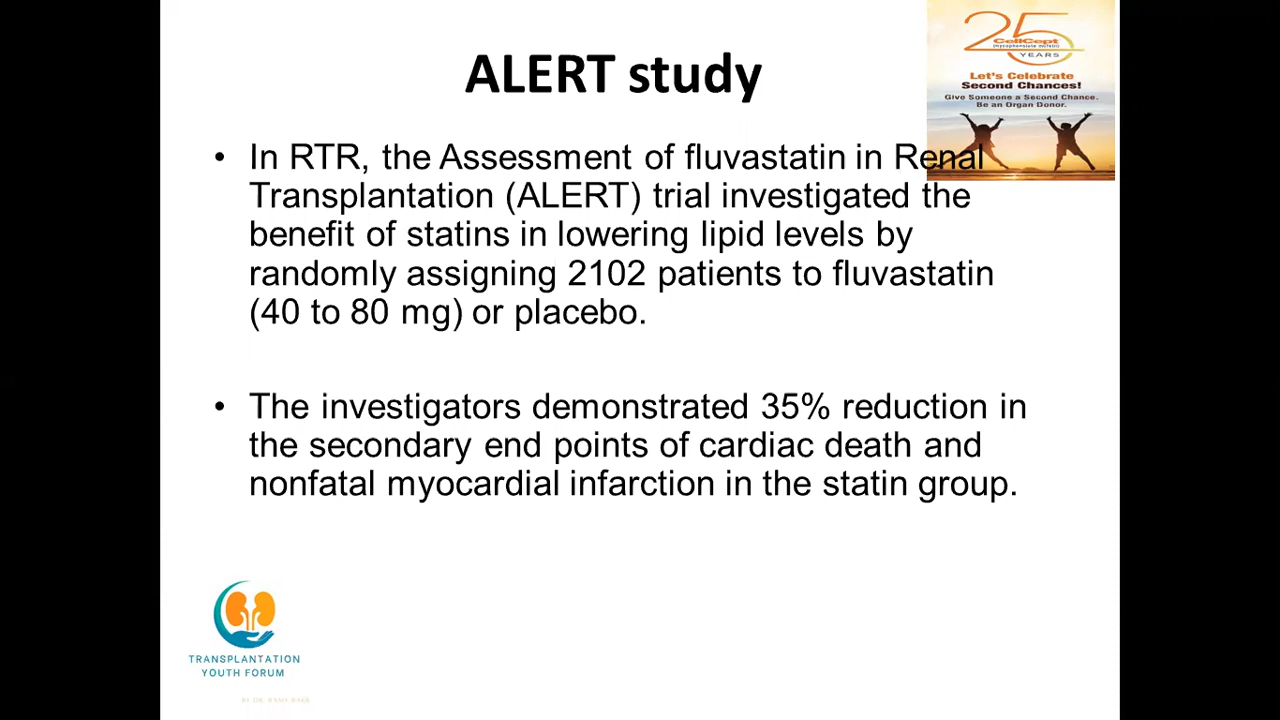 ALERT study
25
CellCept
YEARS
Let's Celebrate
Second Chances!
Give Someone a Second Chance.
Be an Organ Donor.
• In RTR, the Assessment of fluvastatin in Renal
Transplantation (ALERT) trial investigated the
benefit of statins in lowering lipid levels by
randomly assigning 2102 patients to fluvastatin
(40 to 80 mg) or placebo.
• The investigators demonstrated 35% reduction in
the secondary end points of cardiac death and
nonfatal myocardial infarction in the statin group.
TRANSPLANTATION
YOUTH FORUM